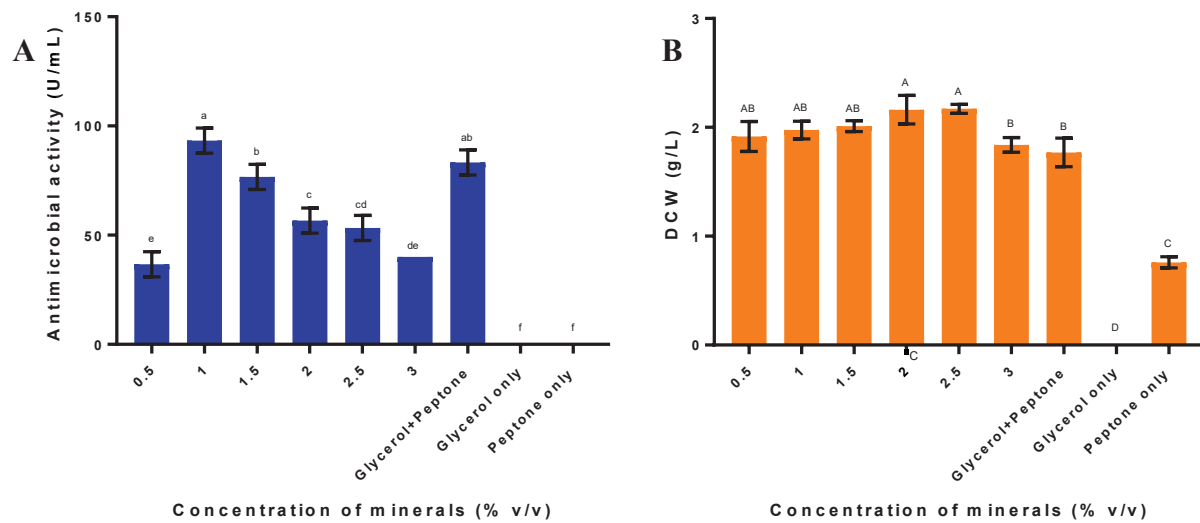 A
Antimicrobial activity (U/mL)
150
100
50
0
e
a
b
c
cd
de
ab
f
f
0.5
1
1.5
2
2.5
3
Glycerol+Peptone
Glycerol only
Peptone only
Concentration of minerals (% v/v)
B
DCW (g/L)
3
2
1
0
AB
AB
AB
A
A
B
B
D
C
0.5
1
1.5
2
C
2.5
3
Glycerol+Peptone
Glycerol only
Peptone only
Concentration of minerals (% v/v)